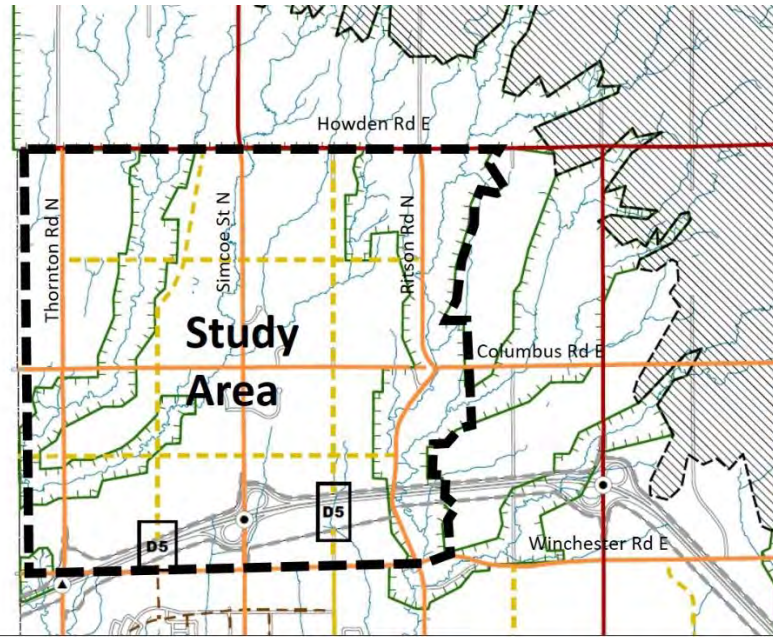 Howden Rd E
Thornton Rd N
Simcoe St N
Ritson Rd N
Study
Area
Columbus Rd E
D5
D5
Winchester Rd E